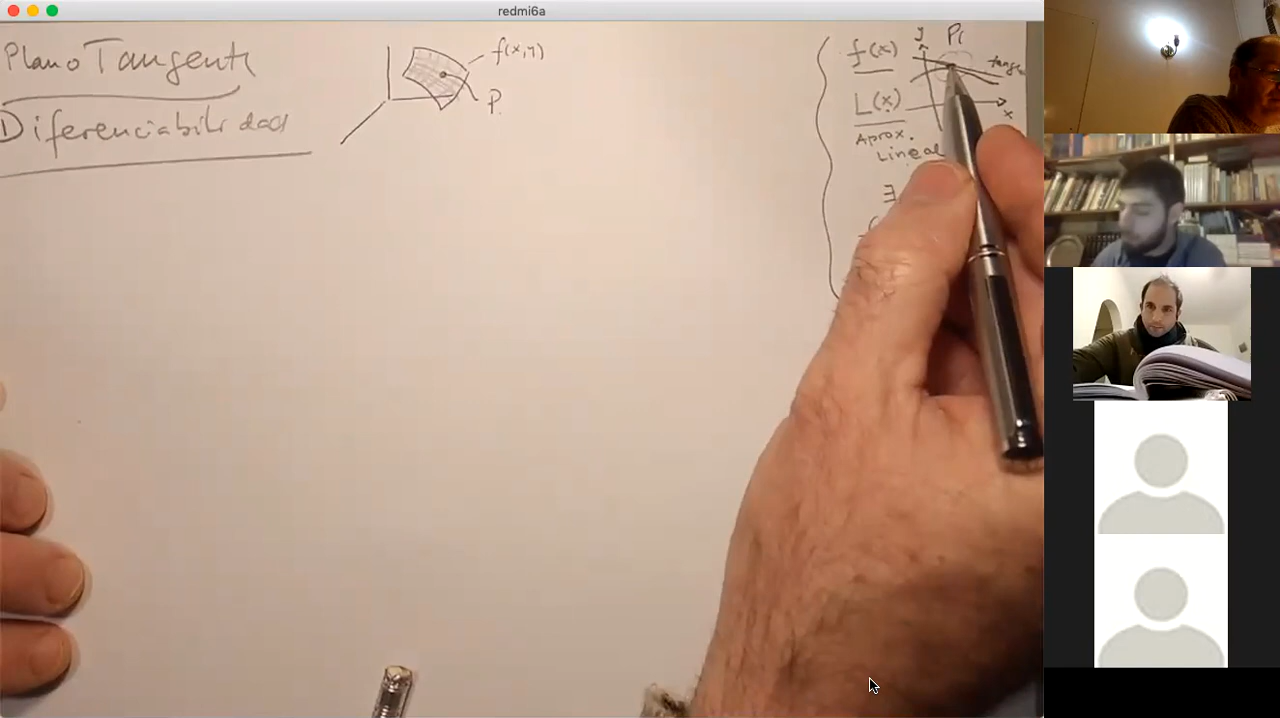 redmi6a
Plano Tangente
Diferenciabilidad
f(x,y)
P
f(x)
L(x)
Aprox.
Lineal
∃
y
x